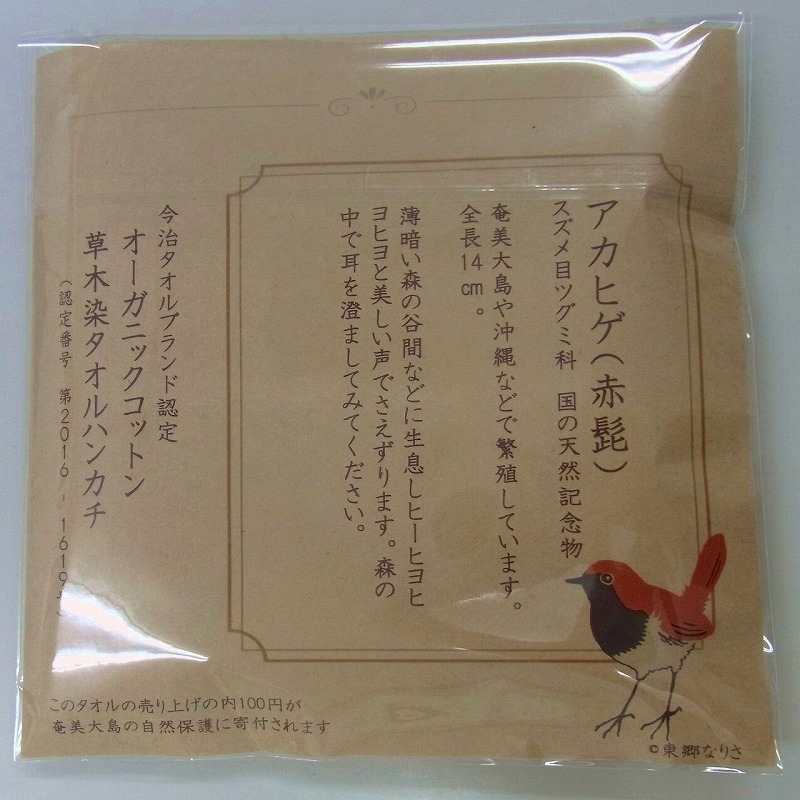 アカヒゲ(赤髭)
スズメ目ツグミ科　国の天然記念物
奄美大島や沖縄などで繁殖しています。
全長14cm。
薄暗い森の谷間などに生息しヒーヒヨヒ
ヨヒヨと美しい声でさえずります。森の
中で耳を澄ましてみてください。
今治タオルブランド認定
オーガニックコットン
草木染タオルハンカチ
(認定番号　第2016-1619
このタオルの売り上げの内100円が
奄美大島の自然保護に寄付されます
©東郷なりさ